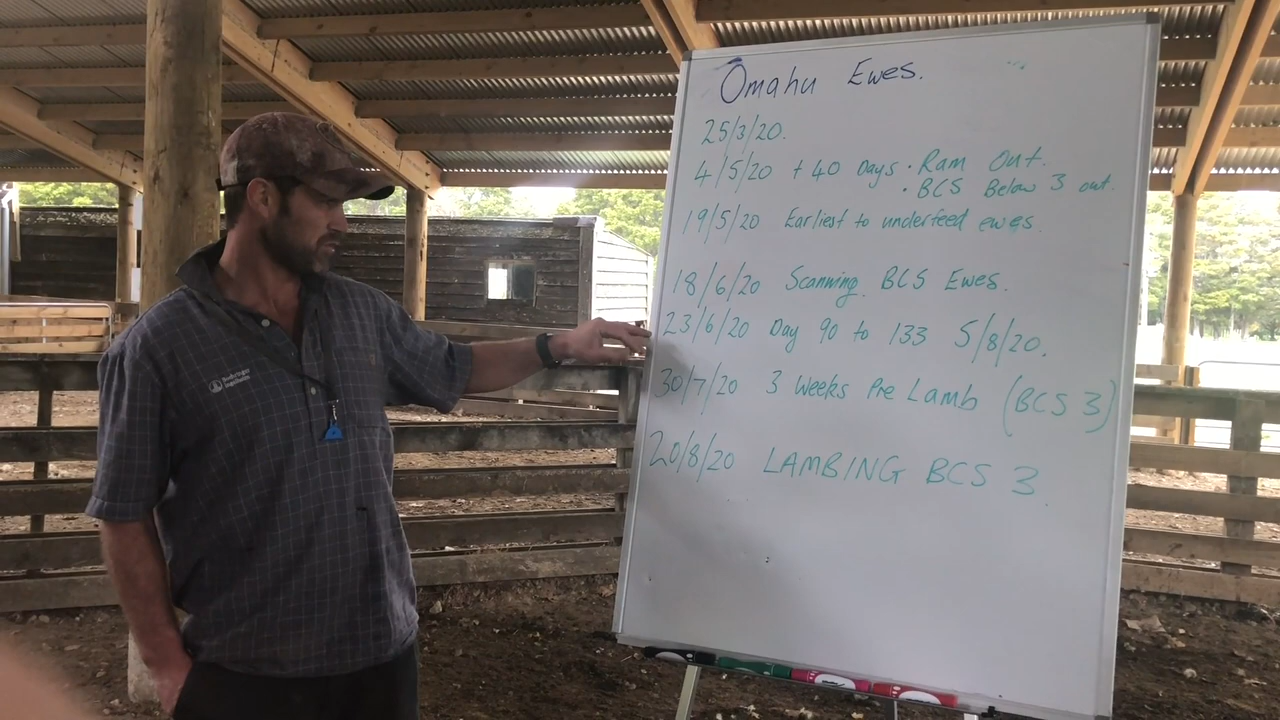 Omahu Ewes.
25/3/20.
4/5/20 + 40 Days • Ram Out.
• BCS Below 3 out.
19/5/20 Earliest to underfeed ewes.
18/6/20 Scanning. BCS Ewes.
23/6/20 Day 90 to 133 5/8/20.
30/7/20 3 Weeks Pre Lamb (BCS 3)
20/8/20 LAMBING BCS 3.
Boehringer
Ingelheim